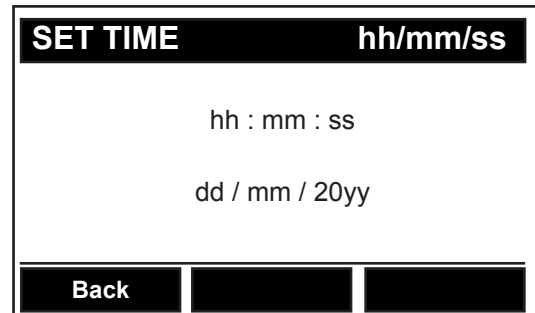 SET TIME hh/mm/ss
hh : mm : ss
dd / mm / 20yy
Back